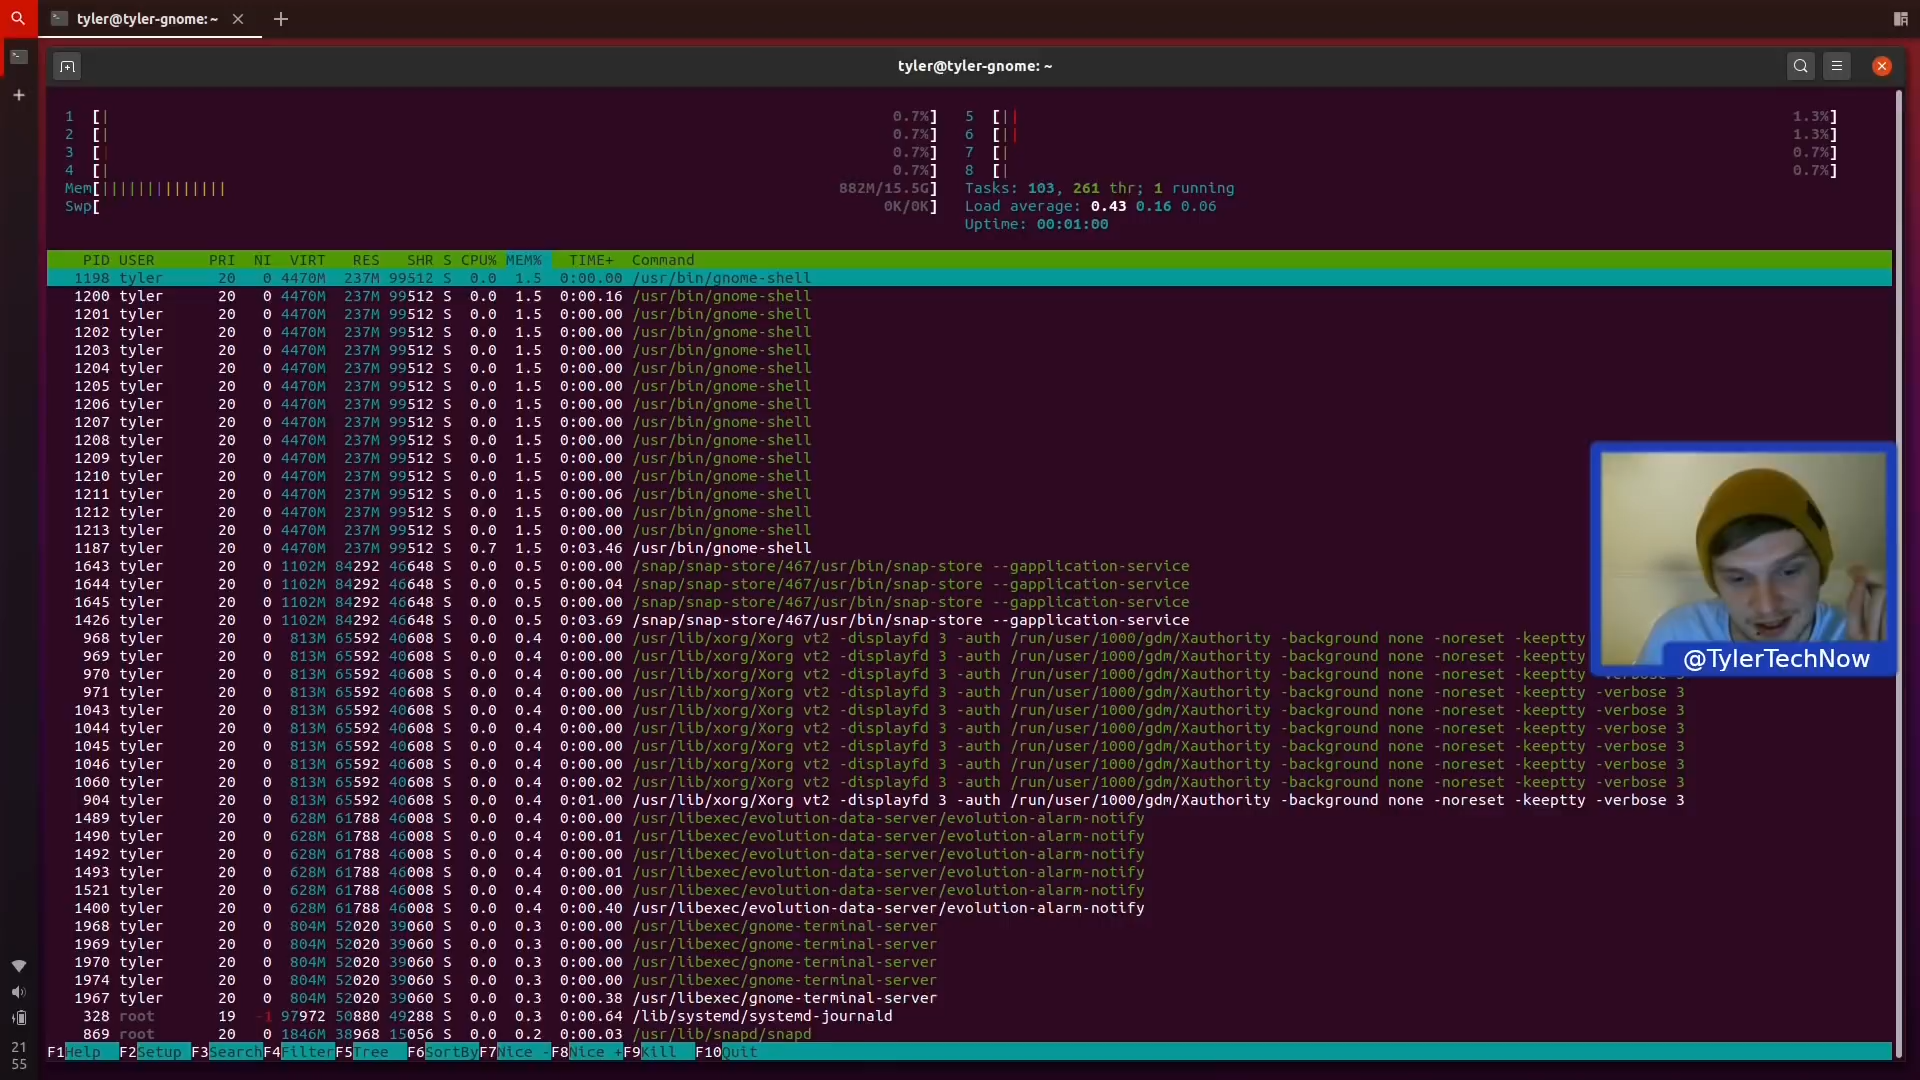 tyler@tyler-gnome: ~
tyler@tyler-gnome: ~
1 [| 0.7%] 5 [|| 1.3%]
2 [| 0.7%] 6 [|| 1.3%]
3 [| 0.7%] 7 [| 0.7%]
4 [| 0.7%] 8 [| 0.7%]
Mem[|||||||||||||| 882M/15.5G] Tasks: 103, 261 thr; 1 running
Swp[ 0K/0K] Load average: 0.43 0.16 0.06
Uptime: 00:01:00
PID USER PRI NI VIRT RES SHR S CPU% MEM% TIME+ Command
1198 tyler 20 0 4470M 237M 99512 S 0.0 1.5 0:00.00 /usr/bin/gnome-shell
1200 tyler 20 0 4470M 237M 99512 S 0.0 1.5 0:00.16 /usr/bin/gnome-shell
1201 tyler 20 0 4470M 237M 99512 S 0.0 1.5 0:00.00 /usr/bin/gnome-shell
1202 tyler 20 0 4470M 237M 99512 S 0.0 1.5 0:00.00 /usr/bin/gnome-shell
1203 tyler 20 0 4470M 237M 99512 S 0.0 1.5 0:00.00 /usr/bin/gnome-shell
1204 tyler 20 0 4470M 237M 99512 S 0.0 1.5 0:00.00 /usr/bin/gnome-shell
1205 tyler 20 0 4470M 237M 99512 S 0.0 1.5 0:00.00 /usr/bin/gnome-shell
1206 tyler 20 0 4470M 237M 99512 S 0.0 1.5 0:00.00 /usr/bin/gnome-shell
1207 tyler 20 0 4470M 237M 99512 S 0.0 1.5 0:00.00 /usr/bin/gnome-shell
1208 tyler 20 0 4470M 237M 99512 S 0.0 1.5 0:00.00 /usr/bin/gnome-shell
1209 tyler 20 0 4470M 237M 99512 S 0.0 1.5 0:00.00 /usr/bin/gnome-shell
1210 tyler 20 0 4470M 237M 99512 S 0.0 1.5 0:00.00 /usr/bin/gnome-shell
1211 tyler 20 0 4470M 237M 99512 S 0.0 1.5 0:00.06 /usr/bin/gnome-shell
1212 tyler 20 0 4470M 237M 99512 S 0.0 1.5 0:00.00 /usr/bin/gnome-shell
1213 tyler 20 0 4470M 237M 99512 S 0.0 1.5 0:00.00 /usr/bin/gnome-shell
1187 tyler 20 0 4470M 237M 99512 S 0.7 1.5 0:03.46 /usr/bin/gnome-shell
1643 tyler 20 0 1102M 84292 46648 S 0.0 0.5 0:00.00 /snap/snap-store/467/usr/bin/snap-store --gapplication-service
1644 tyler 20 0 1102M 84292 46648 S 0.0 0.5 0:00.04 /snap/snap-store/467/usr/bin/snap-store --gapplication-service
1645 tyler 20 0 1102M 84292 46648 S 0.0 0.5 0:00.00 /snap/snap-store/467/usr/bin/snap-store --gapplication-service
1426 tyler 20 0 1102M 84292 46648 S 0.0 0.5 0:03.69 /snap/snap-store/467/usr/bin/snap-store --gapplication-service
968 tyler 20 0 813M 65592 40608 S 0.0 0.4 0:00.00 /usr/lib/xorg/Xorg vt2 -displayfd 3 -auth /run/user/1000/gdm/Xauthority -background none -noreset -keeptty
969 tyler 20 0 813M 65592 40608 S 0.0 0.4 0:00.00 /usr/lib/xorg/Xorg vt2 -displayfd 3 -auth /run/user/1000/gdm/Xauthority -background none -noreset -keeptty
970 tyler 20 0 813M 65592 40608 S 0.0 0.4 0:00.00 /usr/lib/xorg/Xorg vt2 -displayfd 3 -auth /run/user/1000/gdm/Xauthority -background none -noreset -keeptty -verbose 3
971 tyler 20 0 813M 65592 40608 S 0.0 0.4 0:00.00 /usr/lib/xorg/Xorg vt2 -displayfd 3 -auth /run/user/1000/gdm/Xauthority -background none -noreset -keeptty -verbose 3
1043 tyler 20 0 813M 65592 40608 S 0.0 0.4 0:00.00 /usr/lib/xorg/Xorg vt2 -displayfd 3 -auth /run/user/1000/gdm/Xauthority -background none -noreset -keeptty -verbose 3
1044 tyler 20 0 813M 65592 40608 S 0.0 0.4 0:00.00 /usr/lib/xorg/Xorg vt2 -displayfd 3 -auth /run/user/1000/gdm/Xauthority -background none -noreset -keeptty -verbose 3
1045 tyler 20 0 813M 65592 40608 S 0.0 0.4 0:00.00 /usr/lib/xorg/Xorg vt2 -displayfd 3 -auth /run/user/1000/gdm/Xauthority -background none -noreset -keeptty -verbose 3
1046 tyler 20 0 813M 65592 40608 S 0.0 0.4 0:00.00 /usr/lib/xorg/Xorg vt2 -displayfd 3 -auth /run/user/1000/gdm/Xauthority -background none -noreset -keeptty -verbose 3
1060 tyler 20 0 813M 65592 40608 S 0.0 0.4 0:00.02 /usr/lib/xorg/Xorg vt2 -displayfd 3 -auth /run/user/1000/gdm/Xauthority -background none -noreset -keeptty -verbose 3
904 tyler 20 0 813M 65592 40608 S 0.0 0.4 0:01.00 /usr/lib/xorg/Xorg vt2 -displayfd 3 -auth /run/user/1000/gdm/Xauthority -background none -noreset -keeptty -verbose 3
1489 tyler 20 0 628M 61788 46008 S 0.0 0.4 0:00.00 /usr/libexec/evolution-data-server/evolution-alarm-notify
1490 tyler 20 0 628M 61788 46008 S 0.0 0.4 0:00.01 /usr/libexec/evolution-data-server/evolution-alarm-notify
1492 tyler 20 0 628M 61788 46008 S 0.0 0.4 0:00.00 /usr/libexec/evolution-data-server/evolution-alarm-notify
1493 tyler 20 0 628M 61788 46008 S 0.0 0.4 0:00.01 /usr/libexec/evolution-data-server/evolution-alarm-notify
1521 tyler 20 0 628M 61788 46008 S 0.0 0.4 0:00.00 /usr/libexec/evolution-data-server/evolution-alarm-notify
1400 tyler 20 0 628M 61788 46008 S 0.0 0.4 0:00.40 /usr/libexec/evolution-data-server/evolution-alarm-notify
1968 tyler 20 0 804M 52020 39060 S 0.0 0.3 0:00.00 /usr/libexec/gnome-terminal-server
1969 tyler 20 0 804M 52020 39060 S 0.0 0.3 0:00.00 /usr/libexec/gnome-terminal-server
1970 tyler 20 0 804M 52020 39060 S 0.0 0.3 0:00.00 /usr/libexec/gnome-terminal-server
1974 tyler 20 0 804M 52020 39060 S 0.0 0.3 0:00.00 /usr/libexec/gnome-terminal-server
1967 tyler 20 0 804M 52020 39060 S 0.0 0.3 0:00.38 /usr/libexec/gnome-terminal-server
328 root 19 -1 97972 50880 49288 S 0.0 0.3 0:00.64 /lib/systemd/systemd-journald
869 root 20 0 1846M 38968 15056 S 0.0 0.2 0:00.03 /usr/lib/snapd/snapd
F1Help F2Setup F3SearchF4FilterF5Tree F6SortByF7Nice -F8Nice +F9Kill F10Quit
@TylerTechNow
21
55